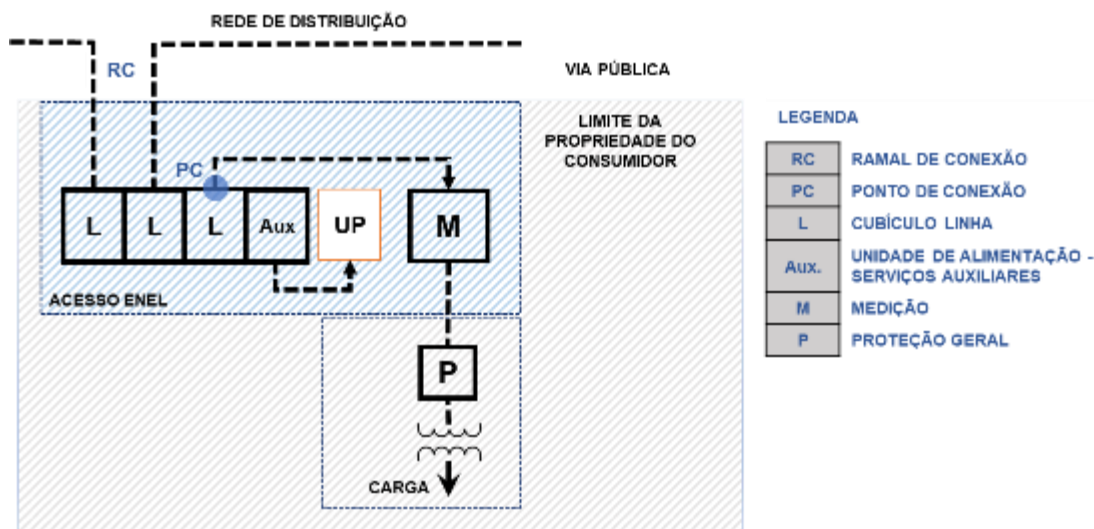 REDE DE DISTRIBUIÇÃO
RC
VIA PÚBLICA
LIMITE DA
PROPRIEDADE DO
CONSUMIDOR
PC
L
L
L
Aux
UP
M
ACESSO ENEL
P
CARGA
LEGENDA
RC RAMAL DE CONEXÃO
PC PONTO DE CONEXÃO
L CUBÍCULO LINHA
Aux. UNIDADE DE ALIMENTAÇÃO -
SERVIÇOS AUXILIARES
M MEDIÇÃO
P PROTEÇÃO GERAL